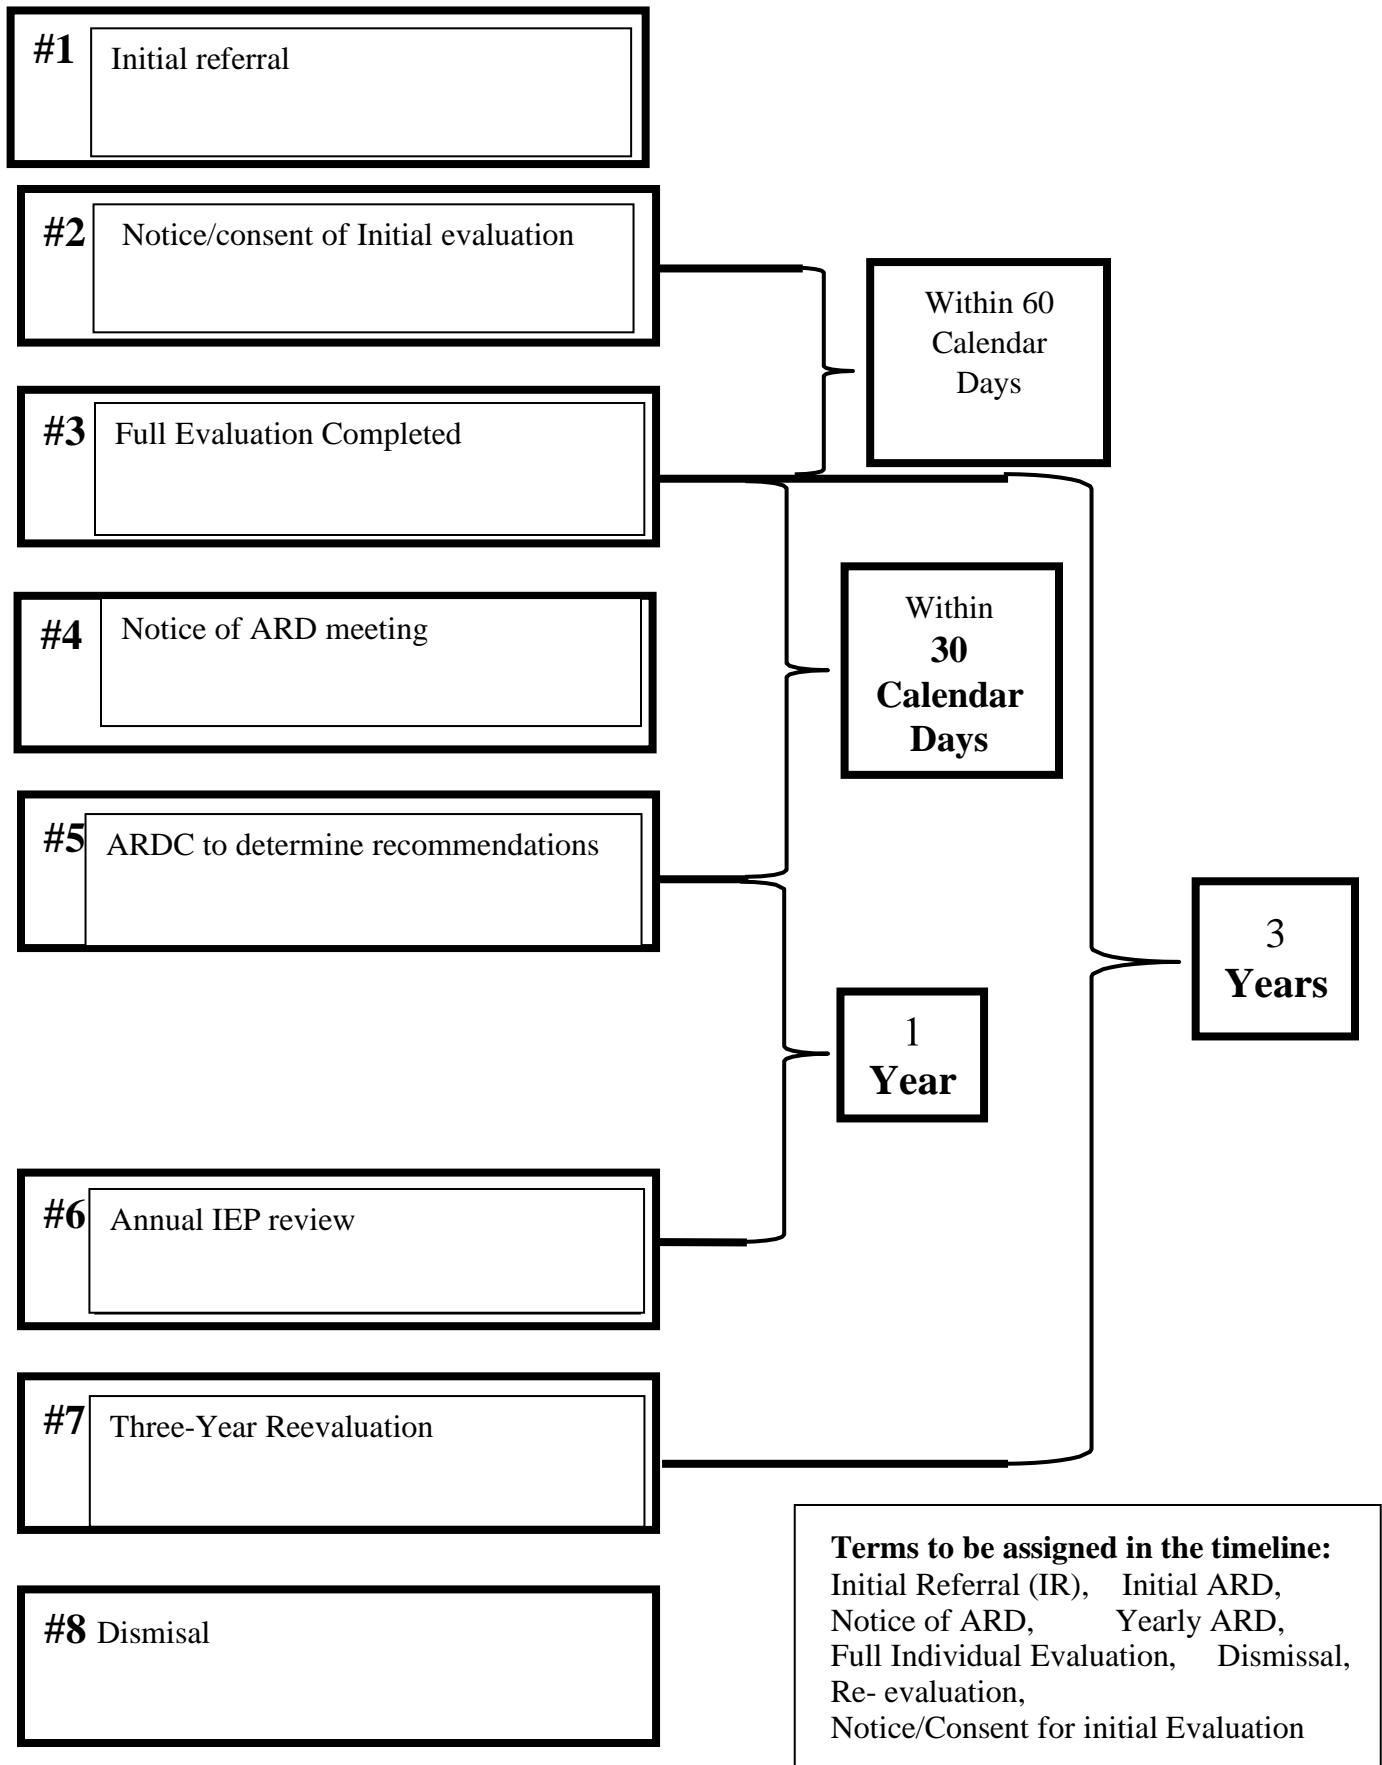 #1 Initial referral
#2 Notice/consent of Initial evaluation
Within 60
Calendar
Days
#3 Full Evaluation Completed
#4 Notice of ARD meeting
Within
30
Calendar
Days
#5 ARDC to determine recommendations
3
Years
1
Year
#6 Annual IEP review
#7 Three-Year Reevaluation
#8 Dismisal
Terms to be assigned in the timeline:
Initial Referral (IR), Initial ARD,
Notice of ARD, Yearly ARD,
Full Individual Evaluation, Dismissal,
Re- evaluation,
Notice/Consent for initial Evaluation